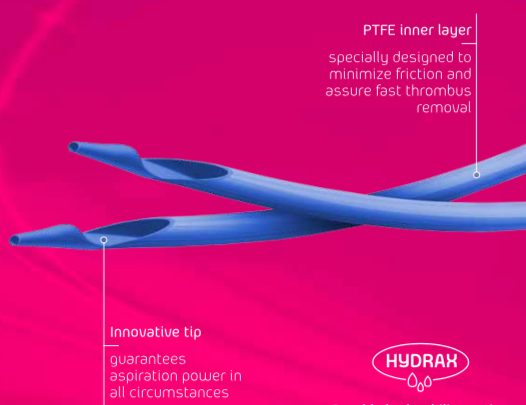 PTFE inner layer
specially designed to
minimize friction and
assure fast thrombus
removal
Innovative tip
guarantees
aspiration power in
all circumstances
HYDRAX